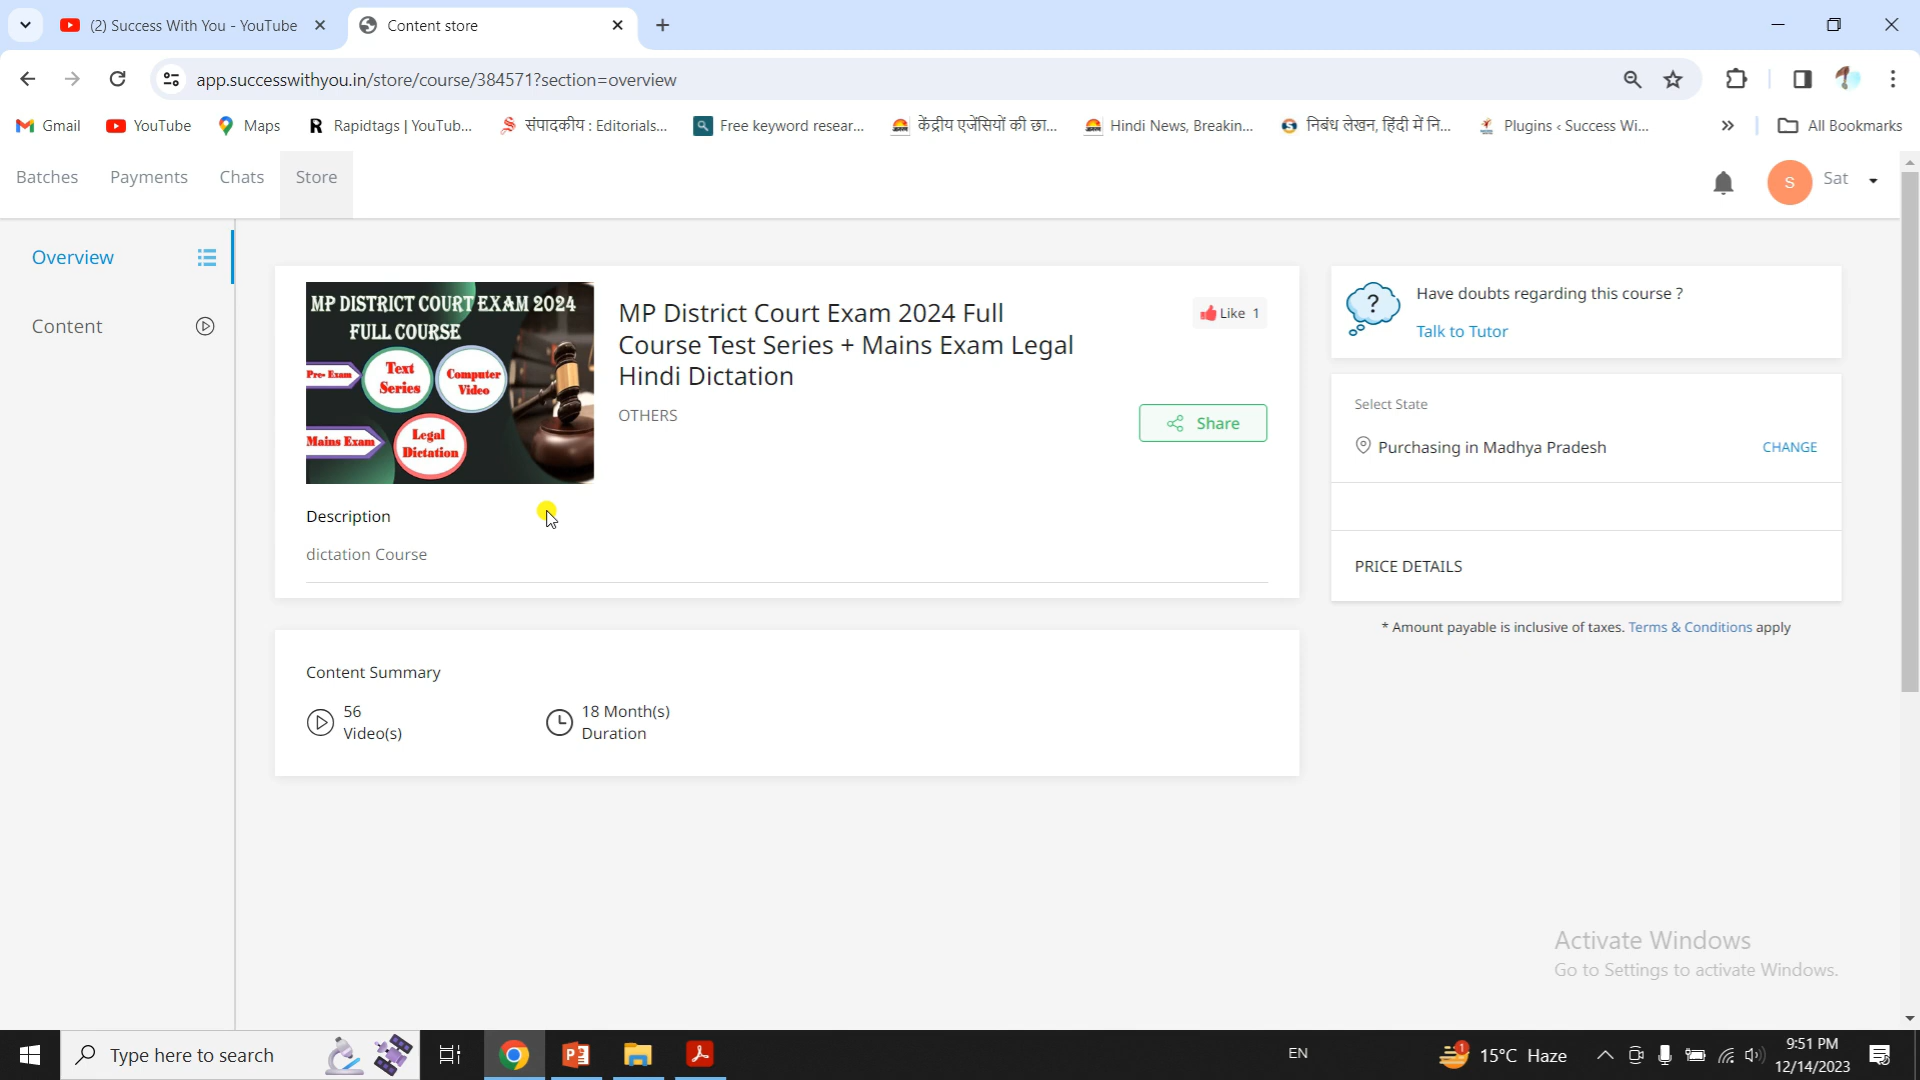 (2) Success With You - YouTube
Content store
app.successwithyou.in/store/course/384571?section=overview
Gmail
YouTube
Maps
Rapidtags | YouTub...
संपादकीय : Editorials...
Free keyword resear...
केंद्रीय एजेंसियों की छा...
Hindi News, Breakin...
निबंध लेखन, हिंदी में नि...
Plugins ‹ Success Wi...
»
All Bookmarks
Batches
Payments
Chats
Store
S
Sat
Overview
Content
MP DISTRICT COURT EXAM 2024
FULL COURSE
Pre- Exam
Text
Series
Computer
Video
Mains Exam
Legal
Dictation
MP District Court Exam 2024 Full
Course Test Series + Mains Exam Legal
Hindi Dictation
OTHERS
Like 1
Share
Description
dictation Course
Content Summary
56
Video(s)
18 Month(s)
Duration
?
Have doubts regarding this course ?
Talk to Tutor
Select State
Purchasing in Madhya Pradesh
CHANGE
PRICE DETAILS
* Amount payable is inclusive of taxes. Terms & Conditions apply
Activate Windows
Go to Settings to activate Windows.
Type here to search
EN
1
15°C Haze
9:51 PM
12/14/2023